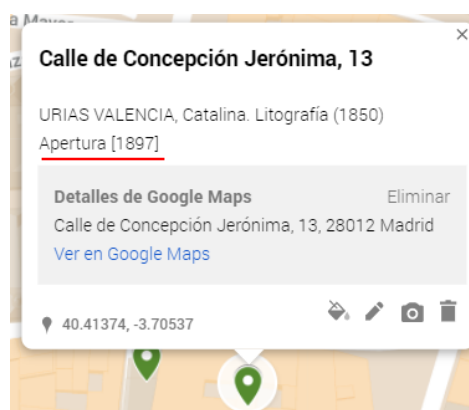 a Mayor
Calle de Concepción Jerónima, 13
URIAS VALENCIA, Catalina. Litografía (1850)
Apertura [1897]
Detalles de Google Maps
Eliminar
Calle de Concepción Jerónima, 13, 28012 Madrid
Ver en Google Maps
40.41374, -3.70537